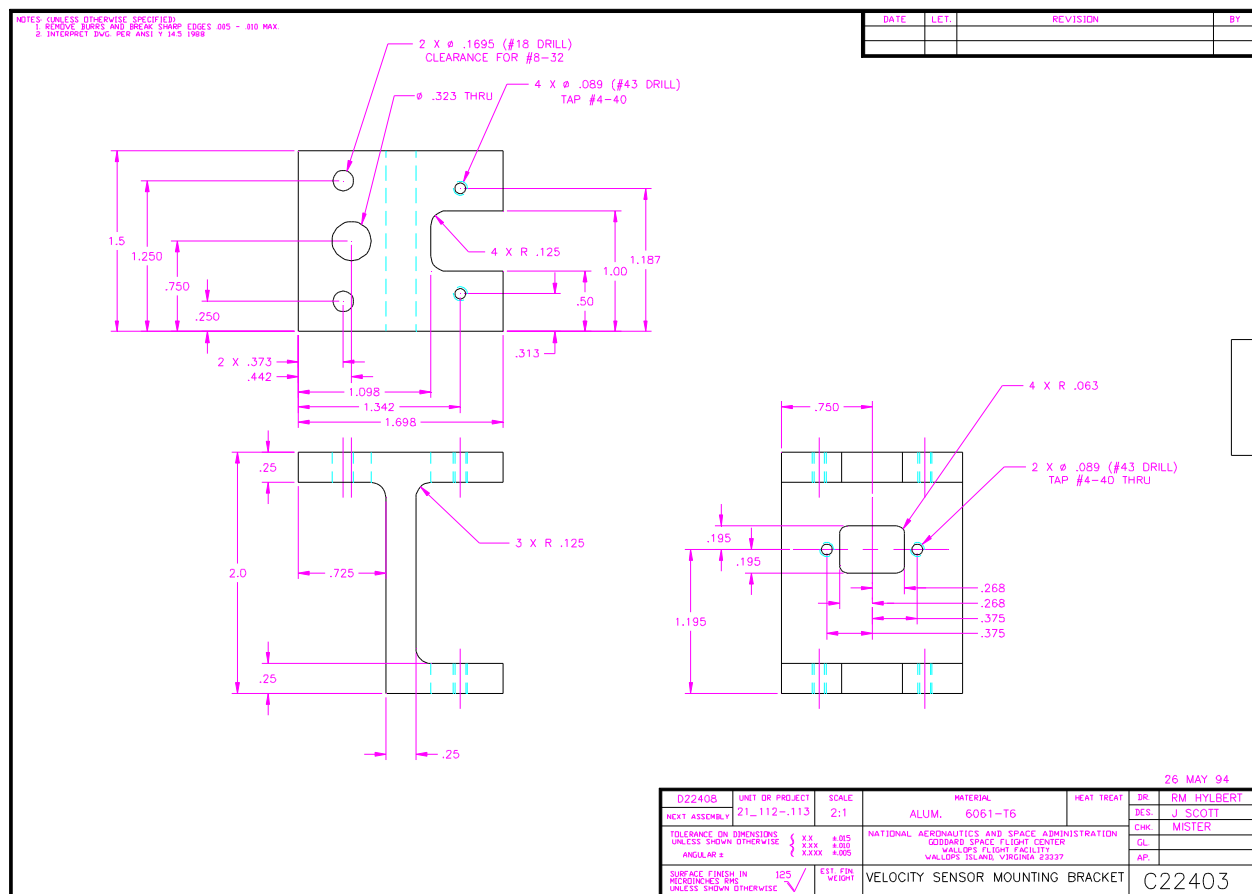 NOTES (UNLESS OTHERWISE SPECIFIED)
1. REMOVE BURRS AND BREAK SHARP EDGES .005 - .010 MAX.
2. INTERPRET DWG. PER ANSI Y 14.5 1988
DATE LET. REVISION BY
2 X ø .1695 (#18 DRILL)
CLEARANCE FOR #8-32
4 X ø .089 (#43 DRILL)
TAP #4-40
ø .323 THRU
1.5
1.250
.750
.250
4 X R .125
1.187
1.00
.50
.313
2 X .373
.442
1.098
1.342
1.698
.25
2.0
.725
3 X R .125
.25
.25
.750
4 X R .063
2 X ø .089 (#43 DRILL)
TAP #4-40 THRU
.195
.195
1.195
.268
.268
.375
.375
26 MAY 94
D22408
NEXT ASSEMBLY
UNIT OR PROJECT
21_112-.113
SCALE
2:1
MATERIAL
ALUM. 6061-T6
HEAT TREAT
DR. RM HYLBERT
DES. J SCOTT
CHK. MISTER
GL.
AP.
TOLERANCE ON DIMENSIONS
UNLESS SHOWN OTHERWISE
ANGULAR ±
X.X ±.015
X.XX ±.010
X.XXX ±.005
NATIONAL AERONAUTICS AND SPACE ADMINISTRATION
GODDARD SPACE FLIGHT CENTER
WALLOPS FLIGHT FACILITY
WALLOPS ISLAND, VIRGINIA 23337
SURFACE FINISH IN
MICROINCHES RMS
UNLESS SHOWN OTHERWISE
125
EST. FIN.
WEIGHT
VELOCITY SENSOR MOUNTING BRACKET
C22403